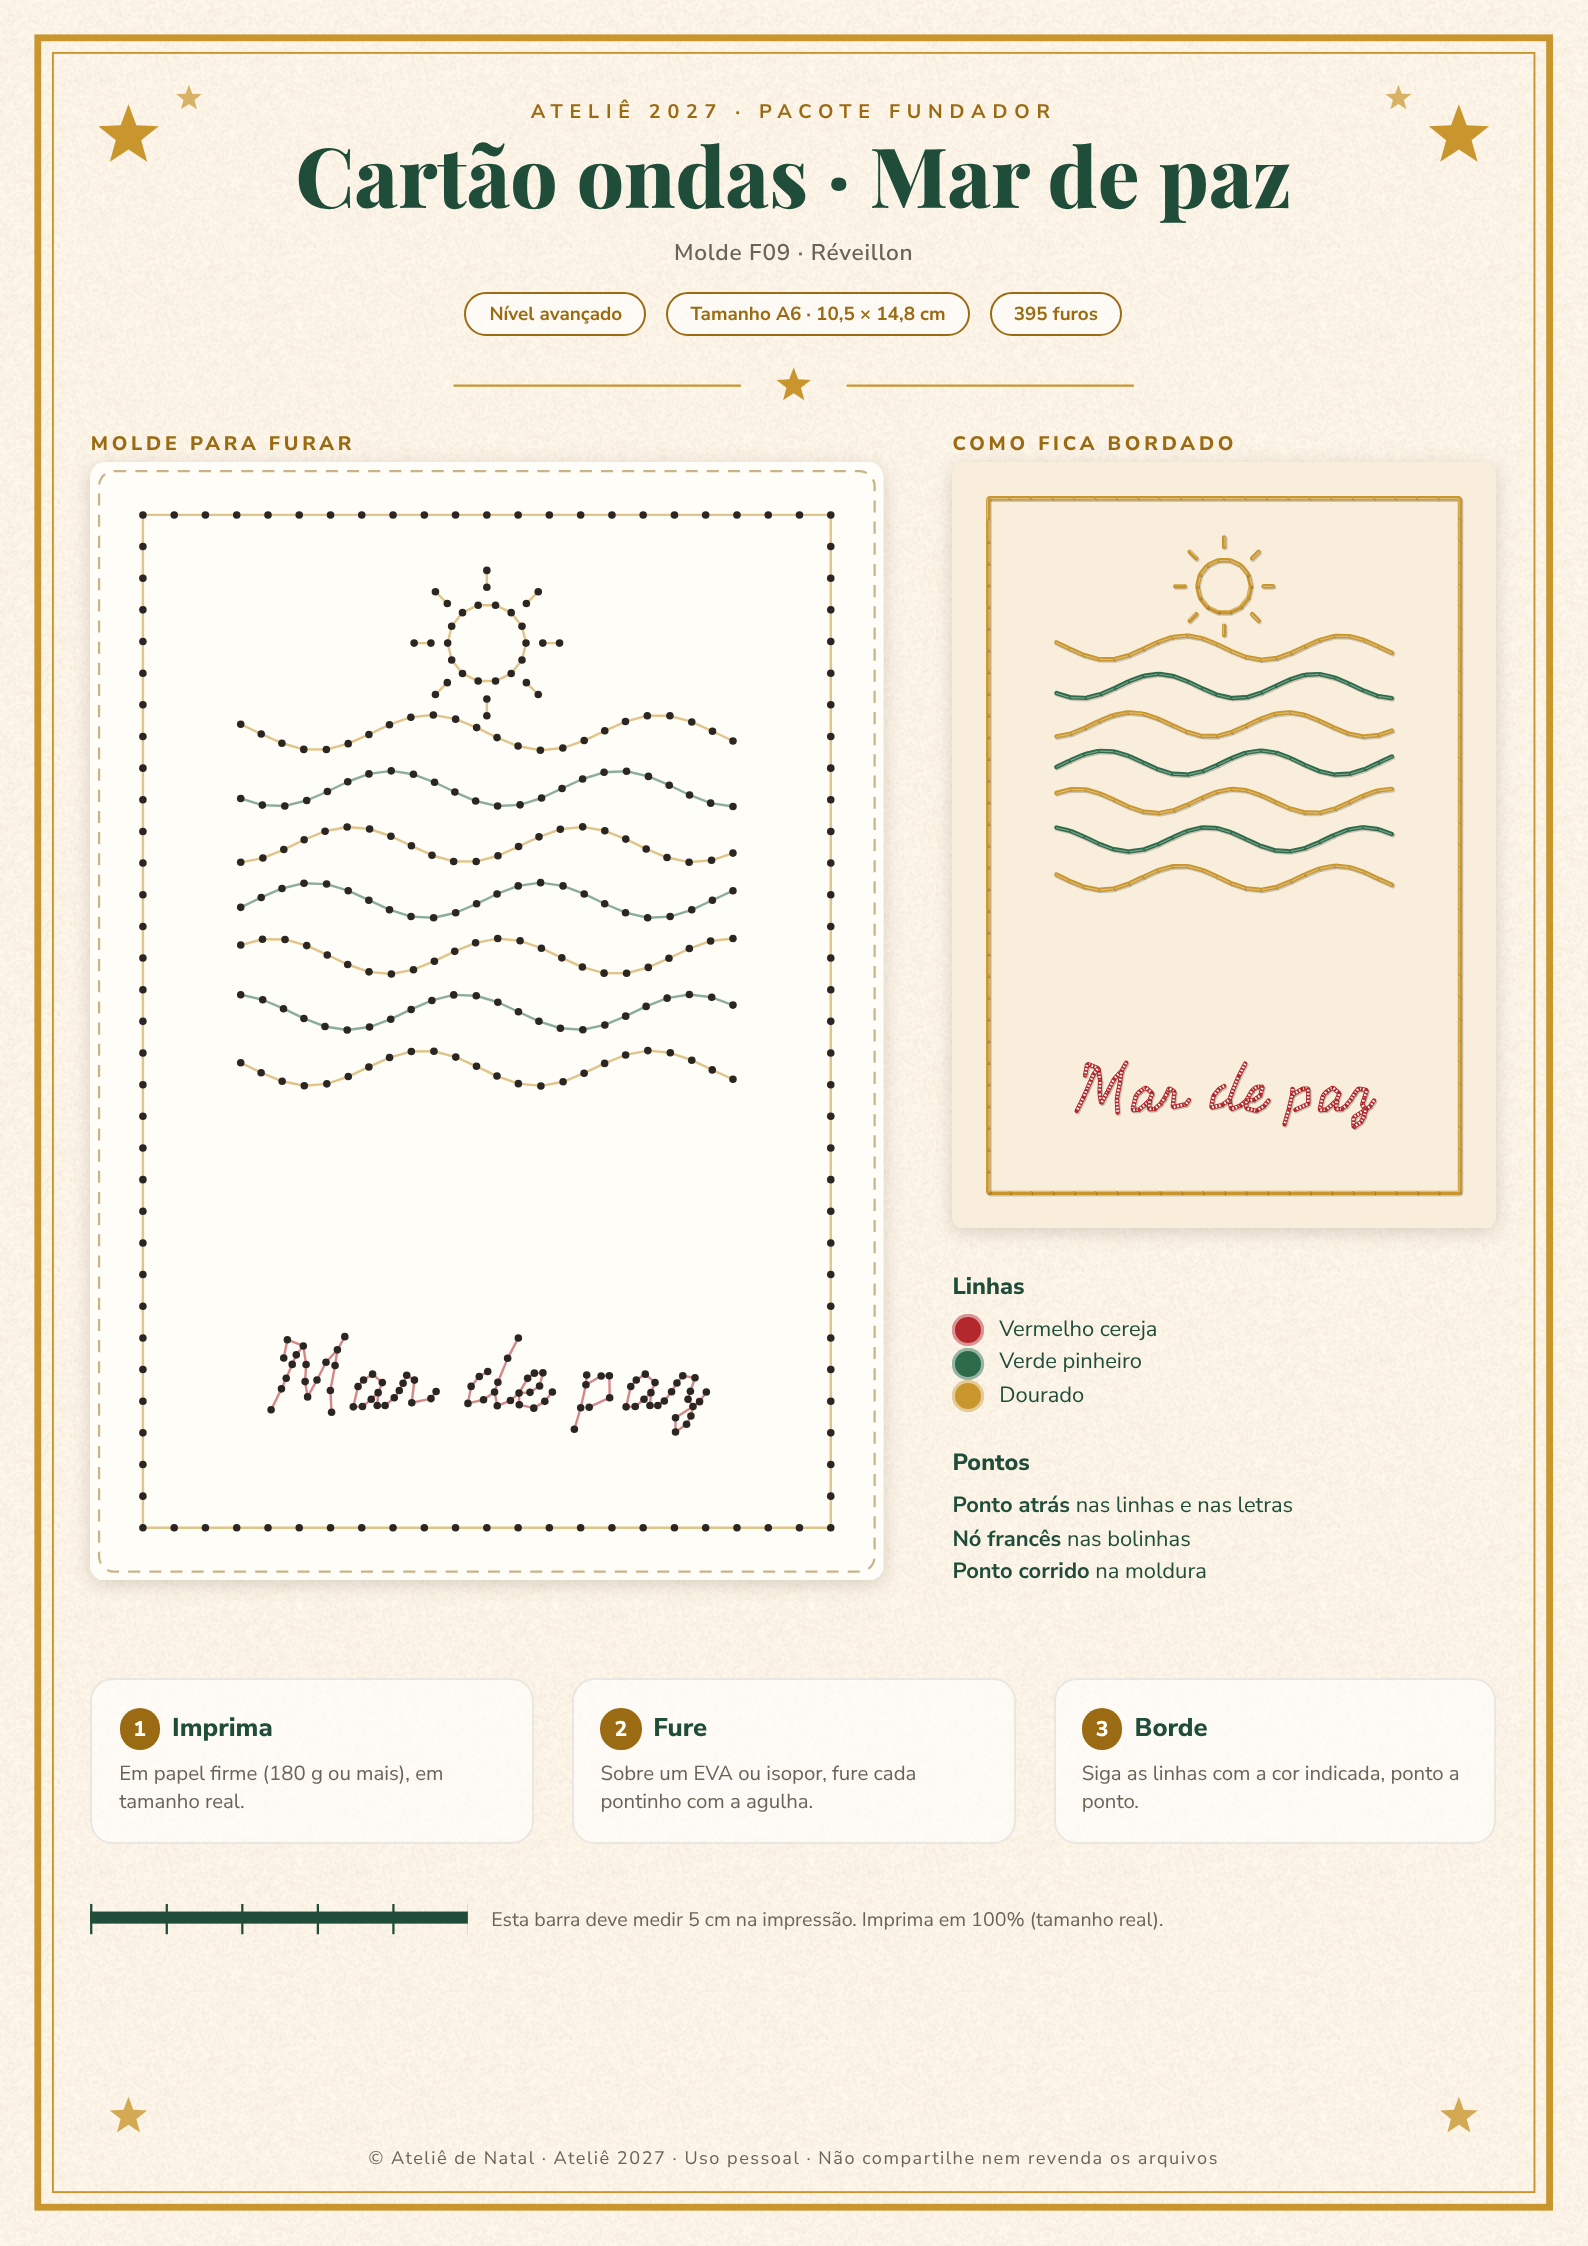 ATELIÊ 2027 · PACOTE FUNDADOR
Cartão ondas · Mar de paz
Molde F09 · Réveillon
Nível avançado
Tamanho A6 · 10,5 × 14,8 cm
395 furos
MOLDE PARA FURAR
Mar de paz
COMO FICA BORDADO
Mar de paz
Linhas
Vermelho cereja
Verde pinheiro
Dourado
Pontos
Ponto atrás nas linhas e nas letras
Nó francês nas bolinhas
Ponto corrido na moldura
1 Imprima
Em papel firme (180 g ou mais), em
tamanho real.
2 Fure
Sobre um EVA ou isopor, fure cada
pontinho com a agulha.
3 Borde
Siga as linhas com a cor indicada, ponto a
ponto.
Esta barra deve medir 5 cm na impressão. Imprima em 100% (tamanho real).
© Ateliê de Natal · Ateliê 2027 · Uso pessoal · Não compartilhe nem revenda os arquivos